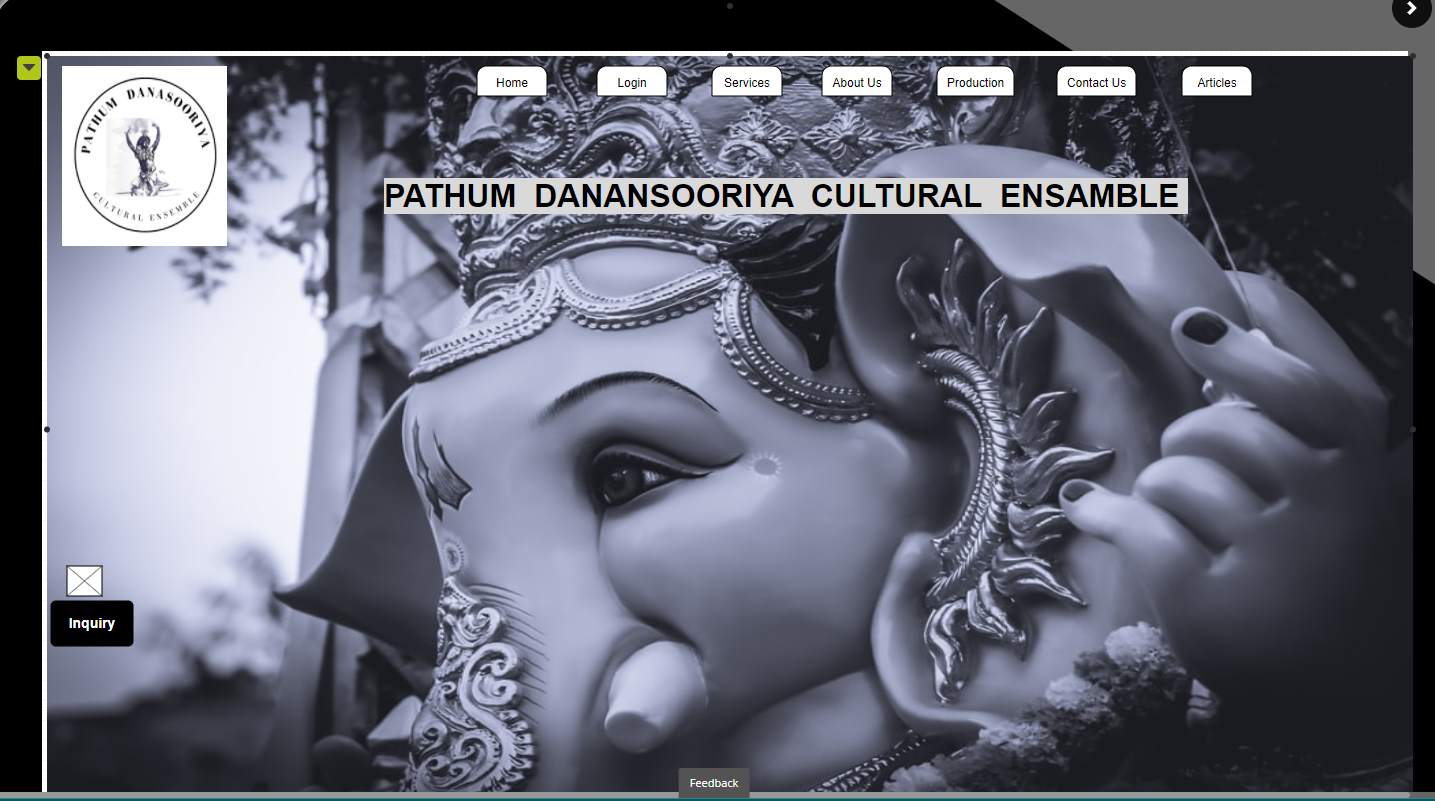 PATHUM DANASOORIYA
CULTURAL ENSEMBLE
Home Login Services About Us Production Contact Us Articles
PATHUM DANANSOORIYA CULTURAL ENSAMBLE
Inquiry
Feedback